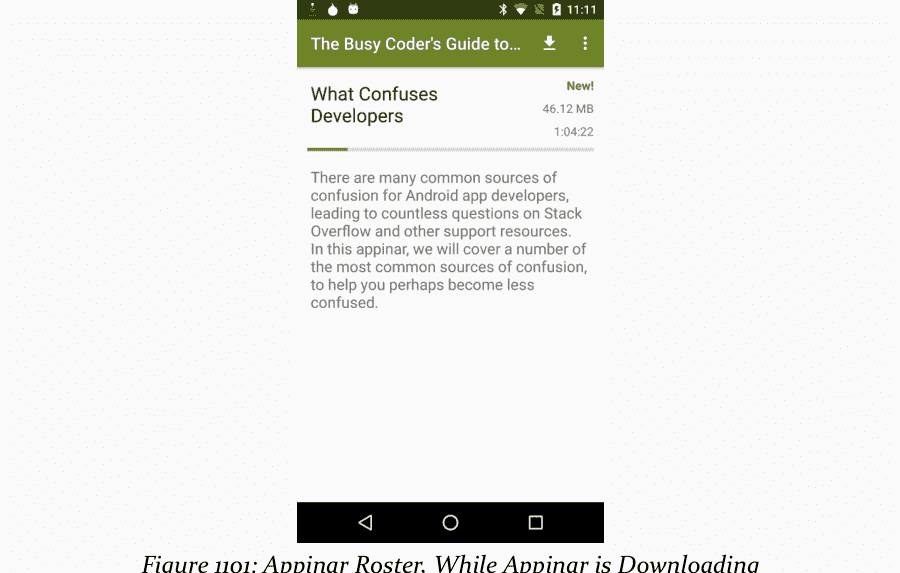 11:11
The Busy Coder's Guide to...
What Confuses
Developers
New!
46.12 MB
1:04:22
There are many common sources of
confusion for Android app developers,
leading to countless questions on Stack
Overflow and other support resources.
In this appinar, we will cover a number of
the most common sources of confusion,
to help you perhaps become less
confused.
Figure 1101: Appinar Roster, While Appinar is Downloading